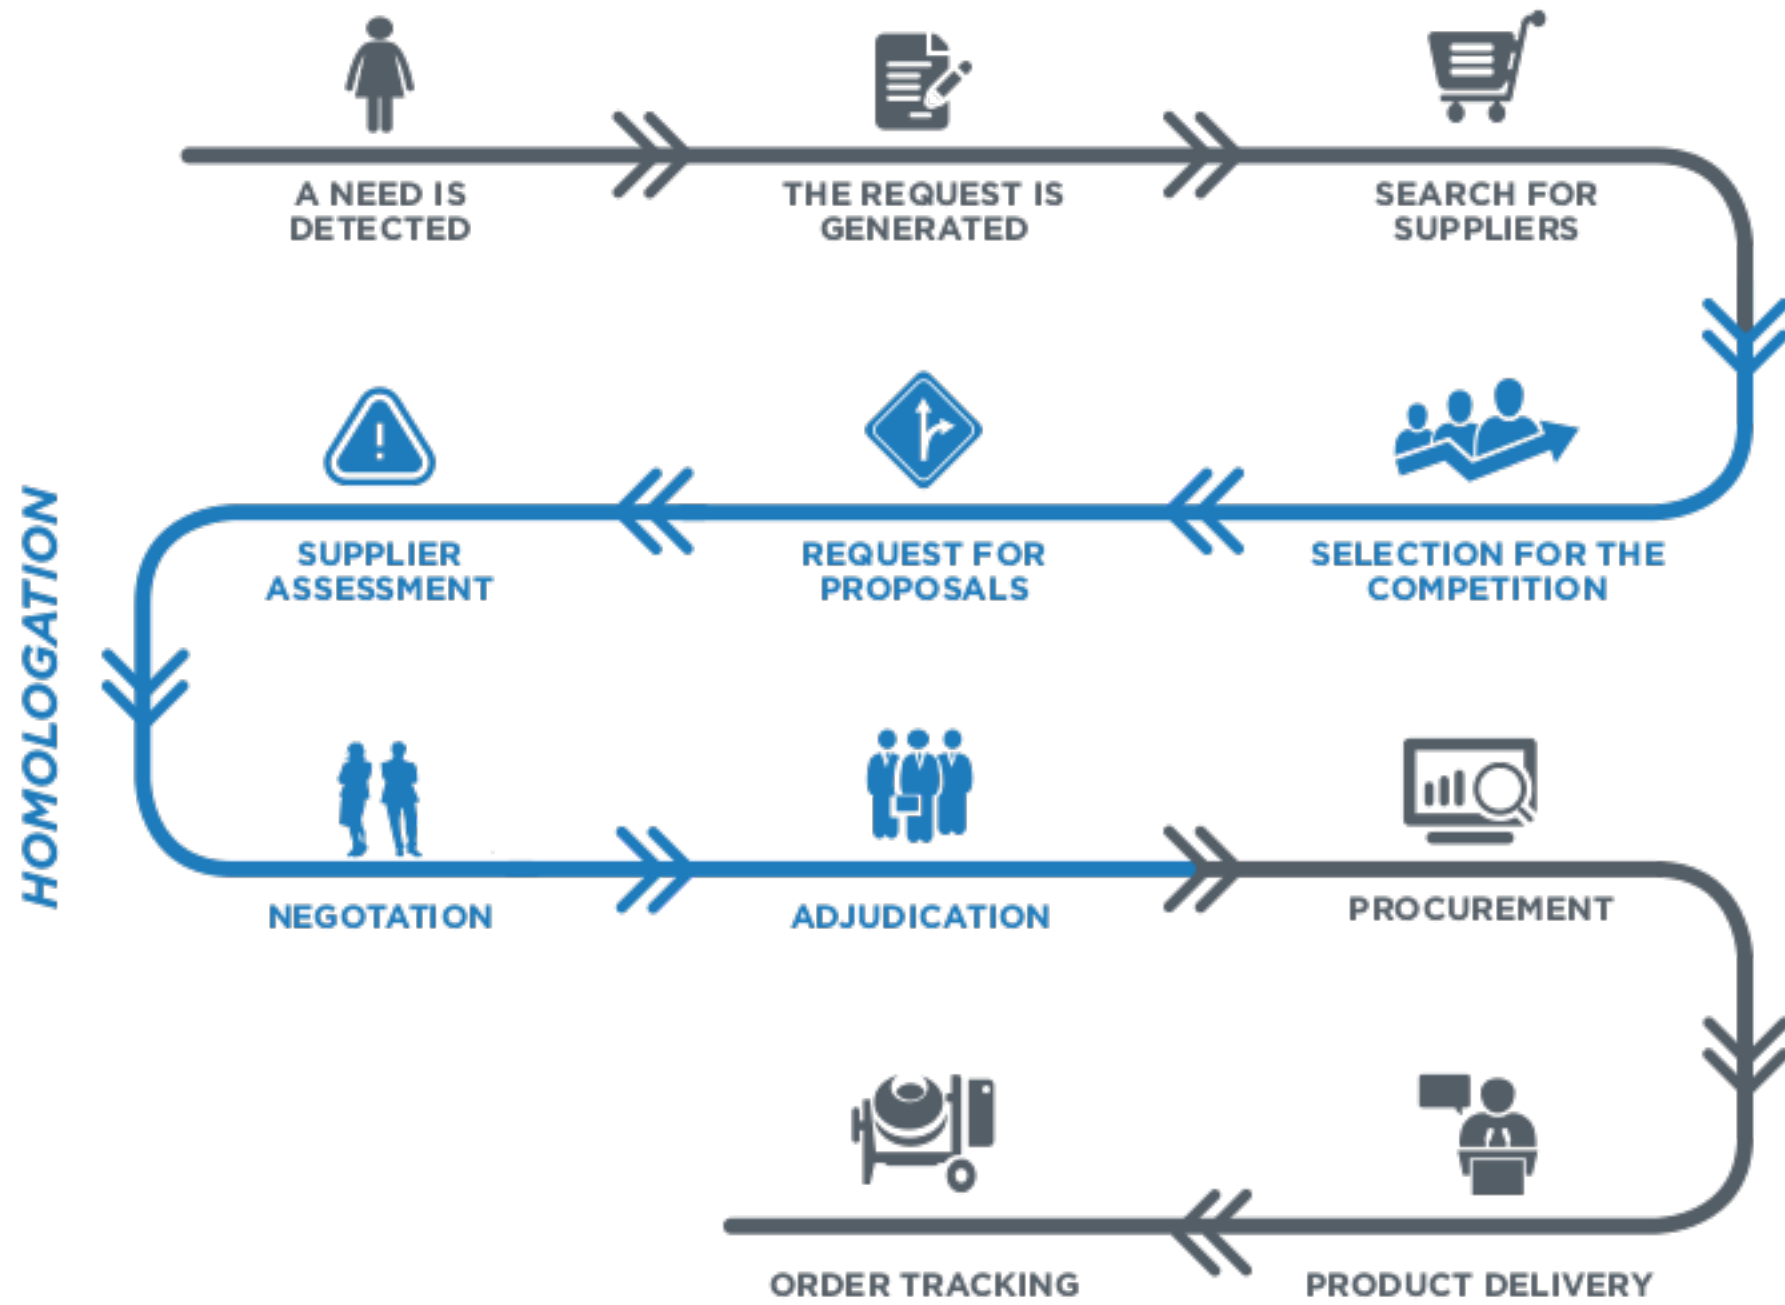 A NEED IS
DETECTED
THE REQUEST IS
GENERATED
SEARCH FOR
SUPPLIERS
SELECTION FOR THE
COMPETITION
REQUEST FOR
PROPOSALS
SUPPLIER
ASSESSMENT
HOMOLOGATION
NEGOTATION
ADJUDICATION
PROCUREMENT
PRODUCT DELIVERY
ORDER TRACKING